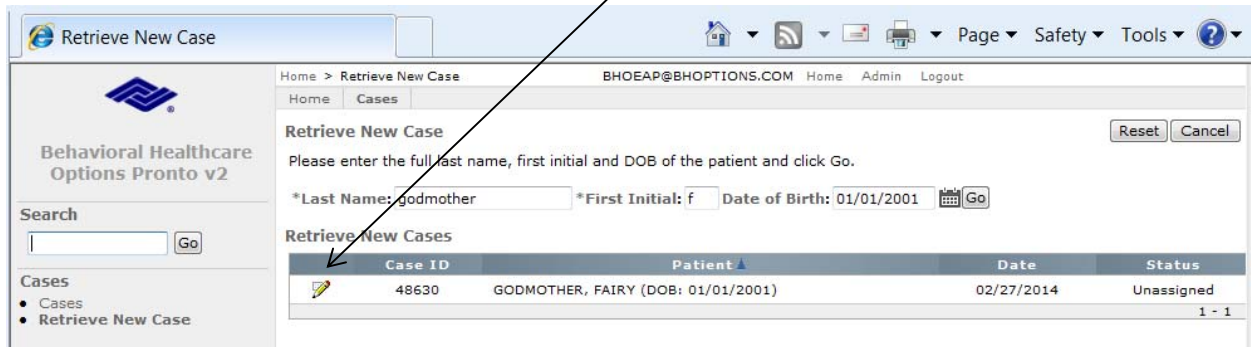 Retrieve New Case
Page Safety Tools
Home > Retrieve New Case BHOEAP@BHOPTIONS.COM Home Admin Logout
Home Cases
Behavioral Healthcare
Options Pronto v2
Search
Go
Cases
• Cases
• Retrieve New Case
Retrieve New Case Reset Cancel
Please enter the full last name, first initial and DOB of the patient and click Go.
*Last Name: godmother *First Initial: f Date of Birth: 01/01/2001 Go
Retrieve New Cases
Case ID Patient Date Status
48630 GODMOTHER, FAIRY (DOB: 01/01/2001) 02/27/2014 Unassigned
1 - 1